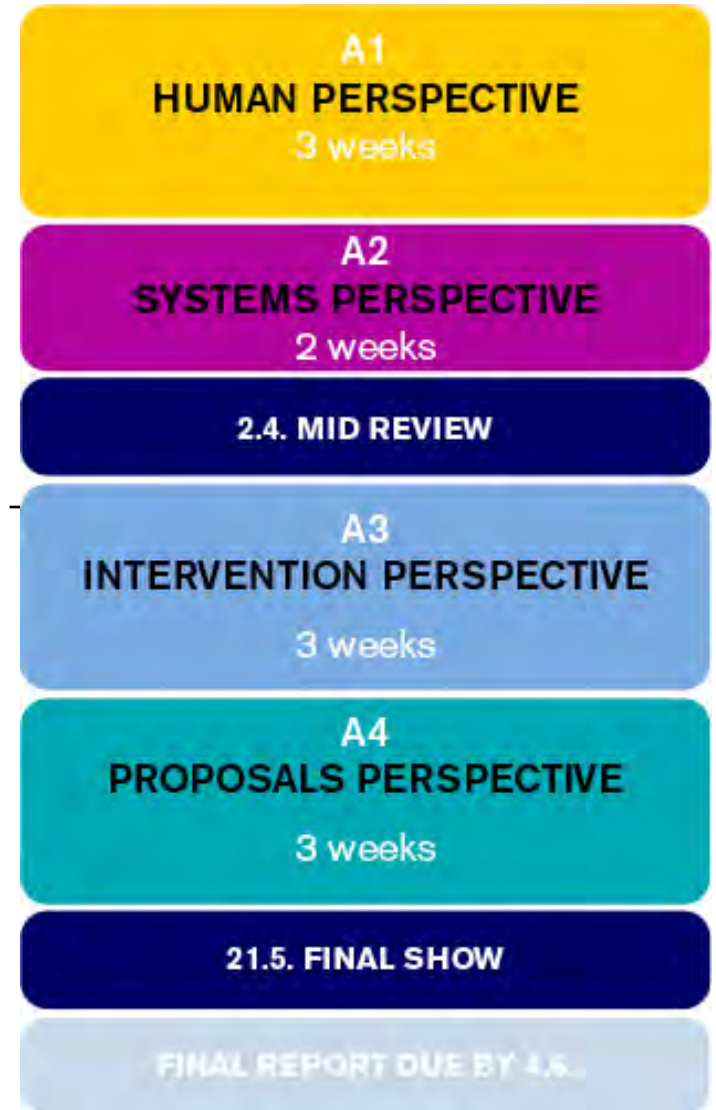 A1
HUMAN PERSPECTIVE
3 weeks
A2
SYSTEMS PERSPECTIVE
2 weeks
2.4. MID REVIEW
A3
INTERVENTION PERSPECTIVE
3 weeks
A4
PROPOSALS PERSPECTIVE
3 weeks
21.5. FINAL SHOW
FINAL REPORT DUE BY 4.6.